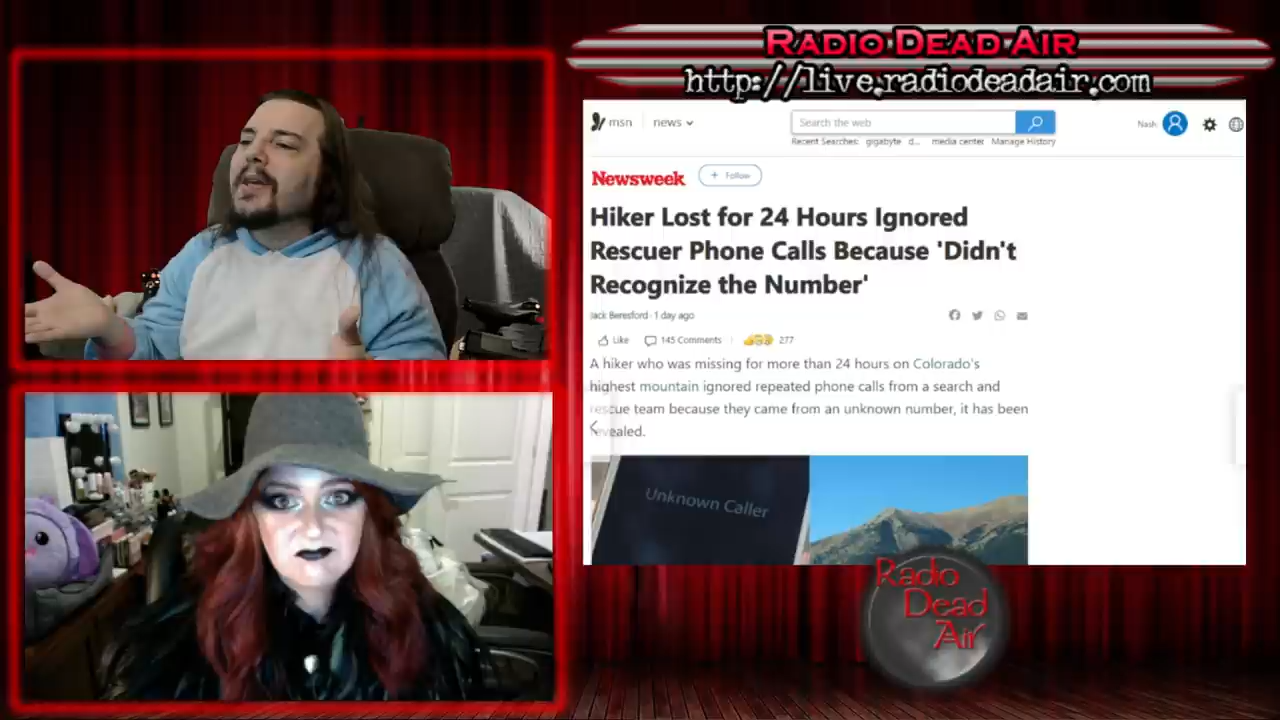 RADIO DEAD AIR
http://live.radiodeadair.com
msn news
Search the web
Nash
Recent Searches: gigabyte d... media center Manage History
Newsweek
+ Follow
Hiker Lost for 24 Hours Ignored
Rescuer Phone Calls Because 'Didn't
Recognize the Number'
Jack Beresford · 1 day ago
Like 145 Comments 277
A hiker who was missing for more than 24 hours on Colorado's
highest mountain ignored repeated phone calls from a search and
rescue team because they came from an unknown number, it has been
revealed.
Unknown Caller
Radio
Dead
Air